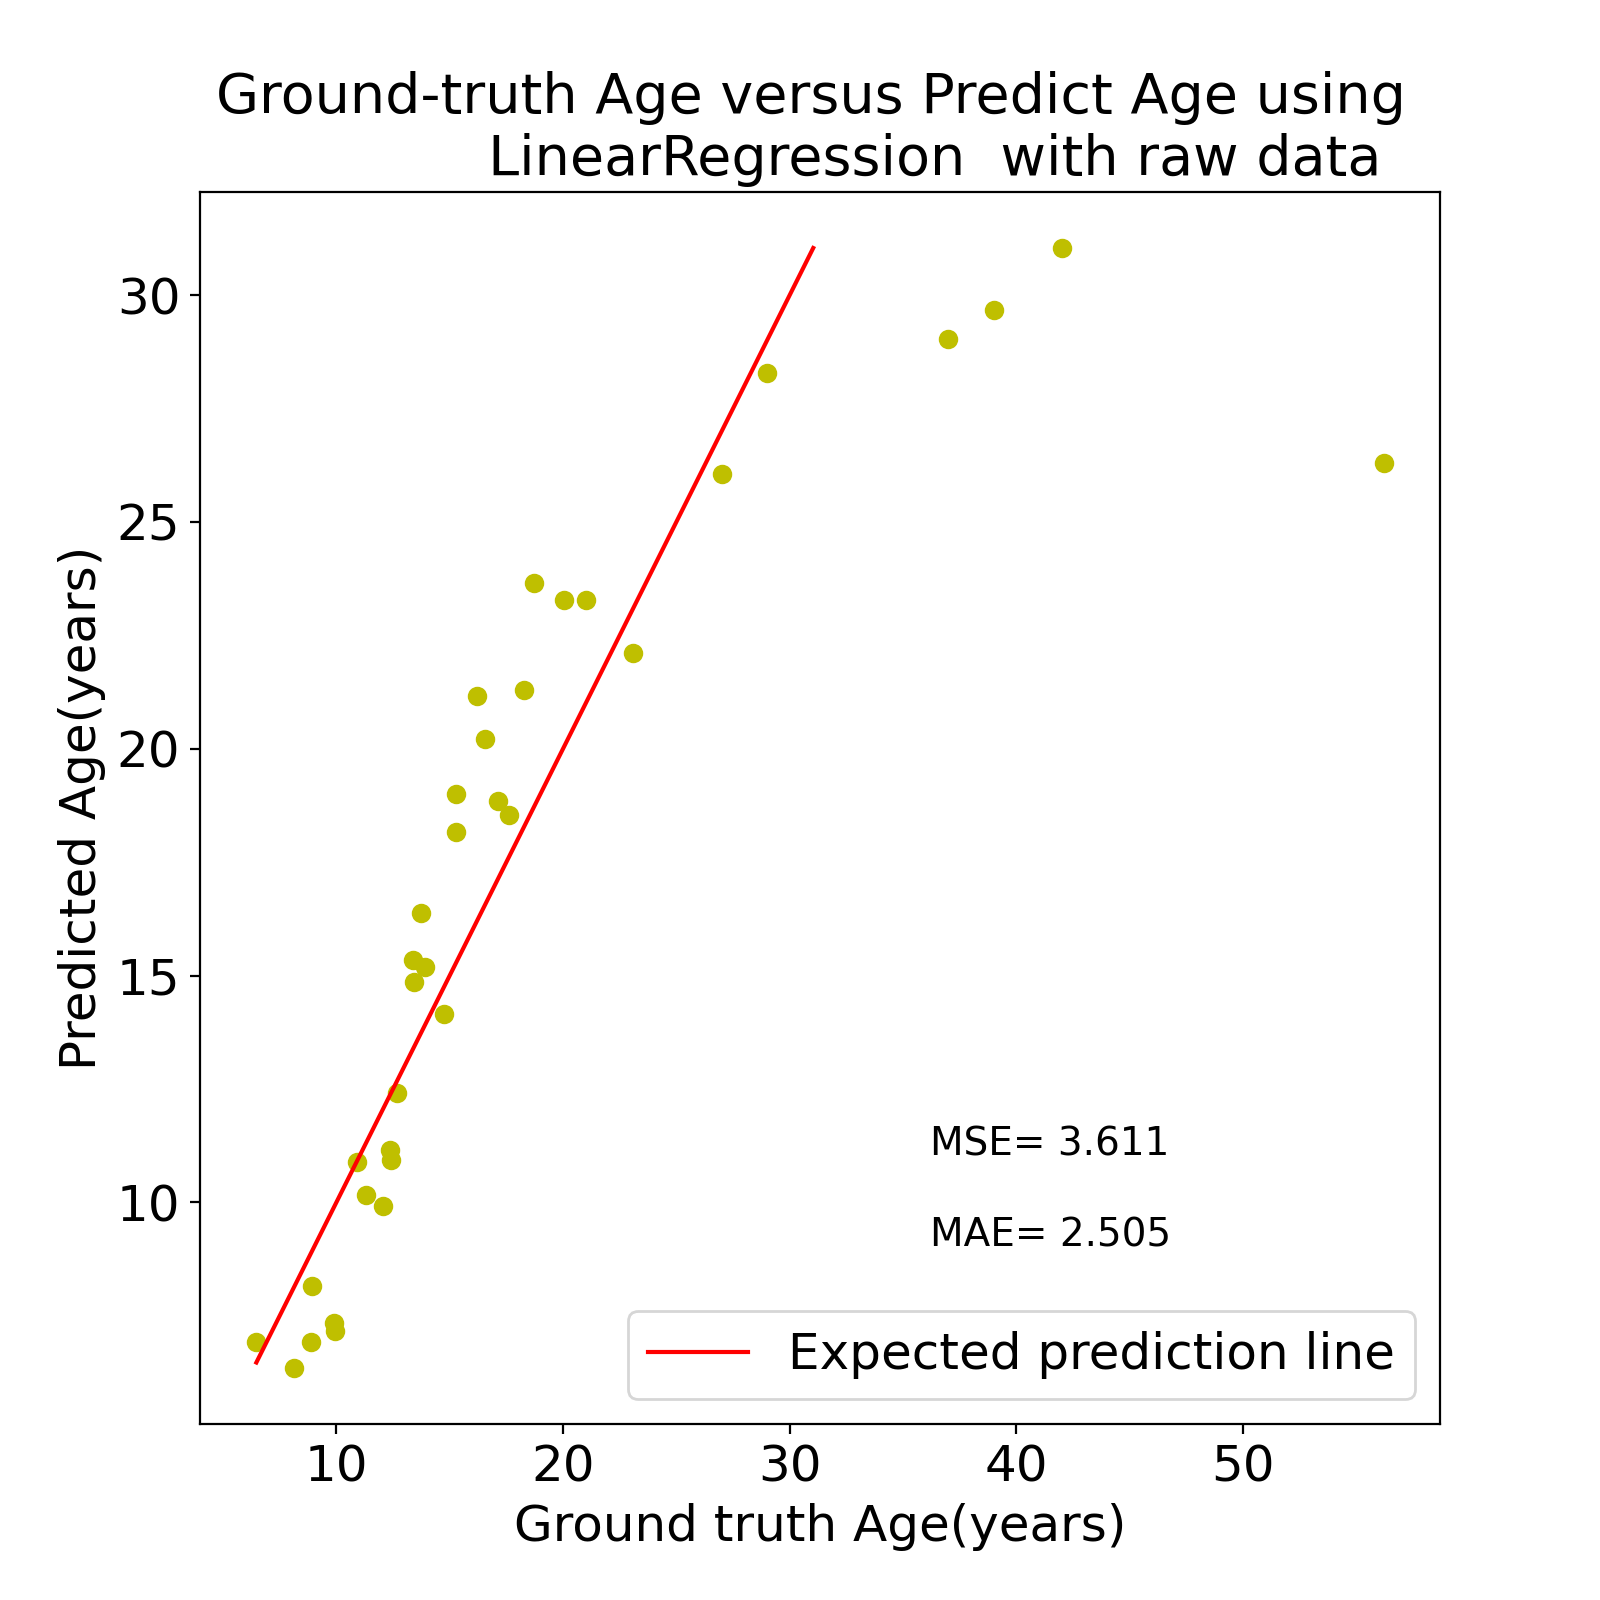 Ground-truth Age versus Predict Age using
LinearRegression  with raw data
30
25
20
15
10
Predicted Age(years)
MSE= 3.611
MAE= 2.505
Expected prediction line
10 20 30 40 50
Ground truth Age(years)